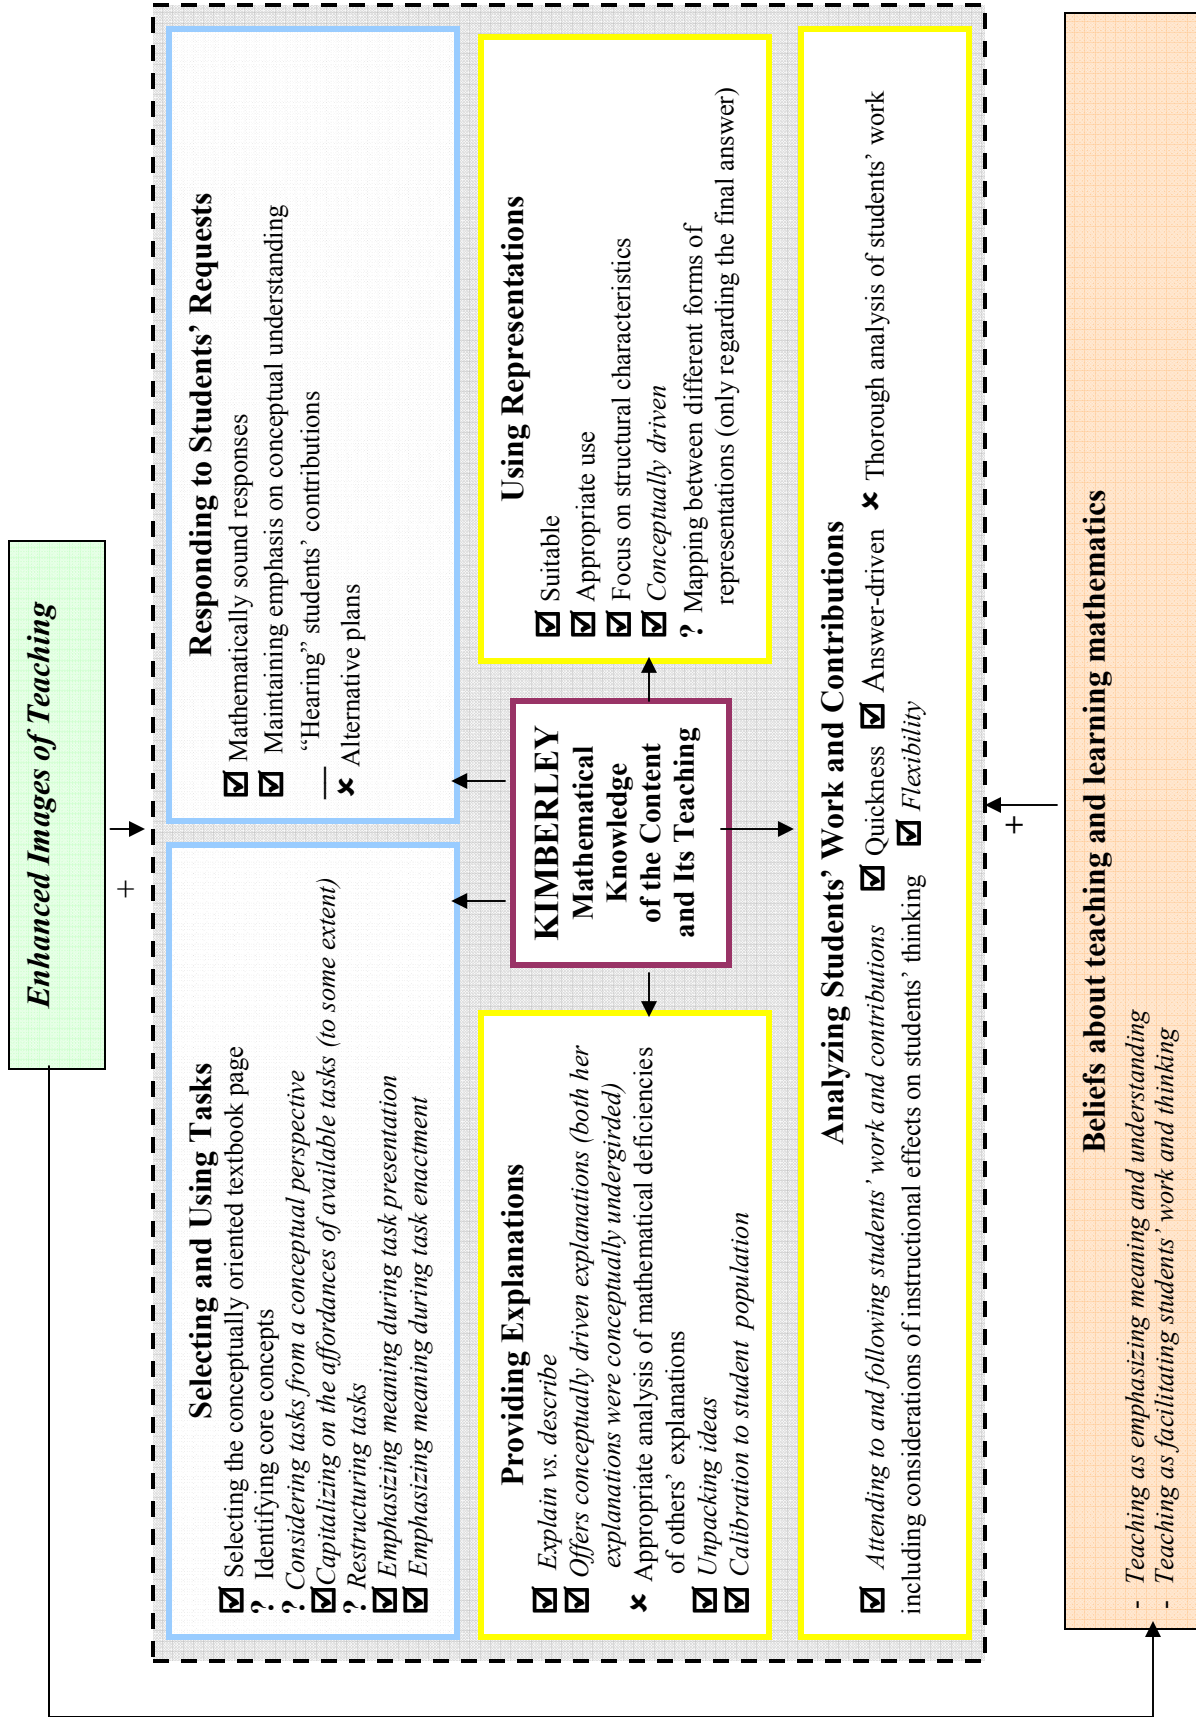 Enhanced Images of Teaching
+
Selecting and Using Tasks
☑ Selecting the conceptually oriented textbook page
? Identifying core concepts
? Considering tasks from a conceptual perspective
☑ Capitalizing on the affordances of available tasks (to some extent)
? Restructuring tasks
☑ Emphasizing meaning during task presentation
☑ Emphasizing meaning during task enactment
Responding to Students’ Requests
☑ Mathematically sound responses
☑ Maintaining emphasis on conceptual understanding
__ “Hearing” students’ contributions
✖ Alternative plans
Providing Explanations
☑ Explain vs. describe
☑ Offers conceptually driven explanations (both her
explanations were conceptually undergirded)
✖ Appropriate analysis of mathematical deficiencies
of others’ explanations
☑ Unpacking ideas
☑ Calibration to student population
KIMBERLEY
Mathematical
Knowledge
of the Content
and Its Teaching
Using Representations
☑ Suitable
☑ Appropriate use
☑ Focus on structural characteristics
☑ Conceptually driven
? Mapping between different forms of
representations (only regarding the final answer)
Analyzing Students’ Work and Contributions
☑ Attending to and following students’ work and contributions ☑ Quickness ☑ Answer-driven ✖ Thorough analysis of students’ work
including considerations of instructional effects on students’ thinking ☑ Flexibility
+
Beliefs about teaching and learning mathematics
- Teaching as emphasizing meaning and understanding
- Teaching as facilitating students’ work and thinking